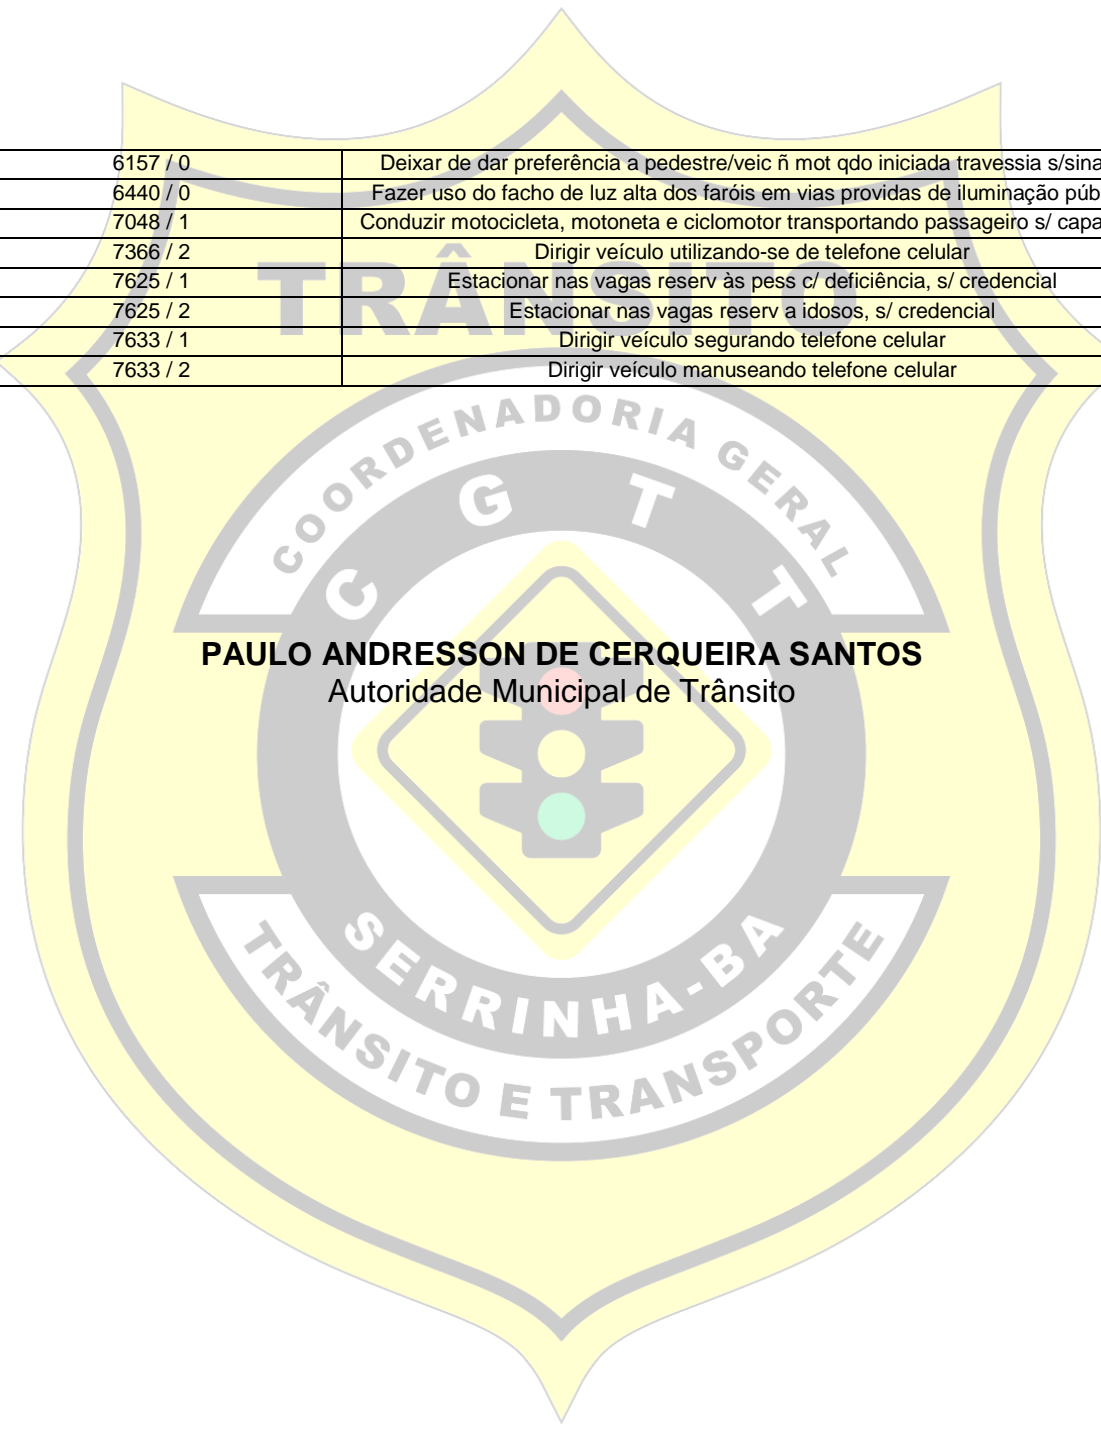 6157 / 0 Deixar de dar preferência a pedestre/veic ñ mot qdo iniciada travessia s/sina
6440 / 0 Fazer uso do facho de luz alta dos faróis em vias providas de iluminação púb
7048 / 1 Conduzir motocicleta, motoneta e ciclomotor transportando passageiro s/ capa
7366 / 2 Dirigir veículo utilizando-se de telefone celular
7625 / 1 Estacionar nas vagas reserv às pess c/ deficiência, s/ credencial
7625 / 2 Estacionar nas vagas reserv a idosos, s/ credencial
7633 / 1 Dirigir veículo segurando telefone celular
7633 / 2 Dirigir veículo manuseando telefone celular
TRÂNSITO
COORDENADORIA GERAL
C G T T
PAULO ANDRESSON DE CERQUEIRA SANTOS
Autoridade Municipal de Trânsito
SERRINHA-BA
TRÂNSITO E TRANSPORTE